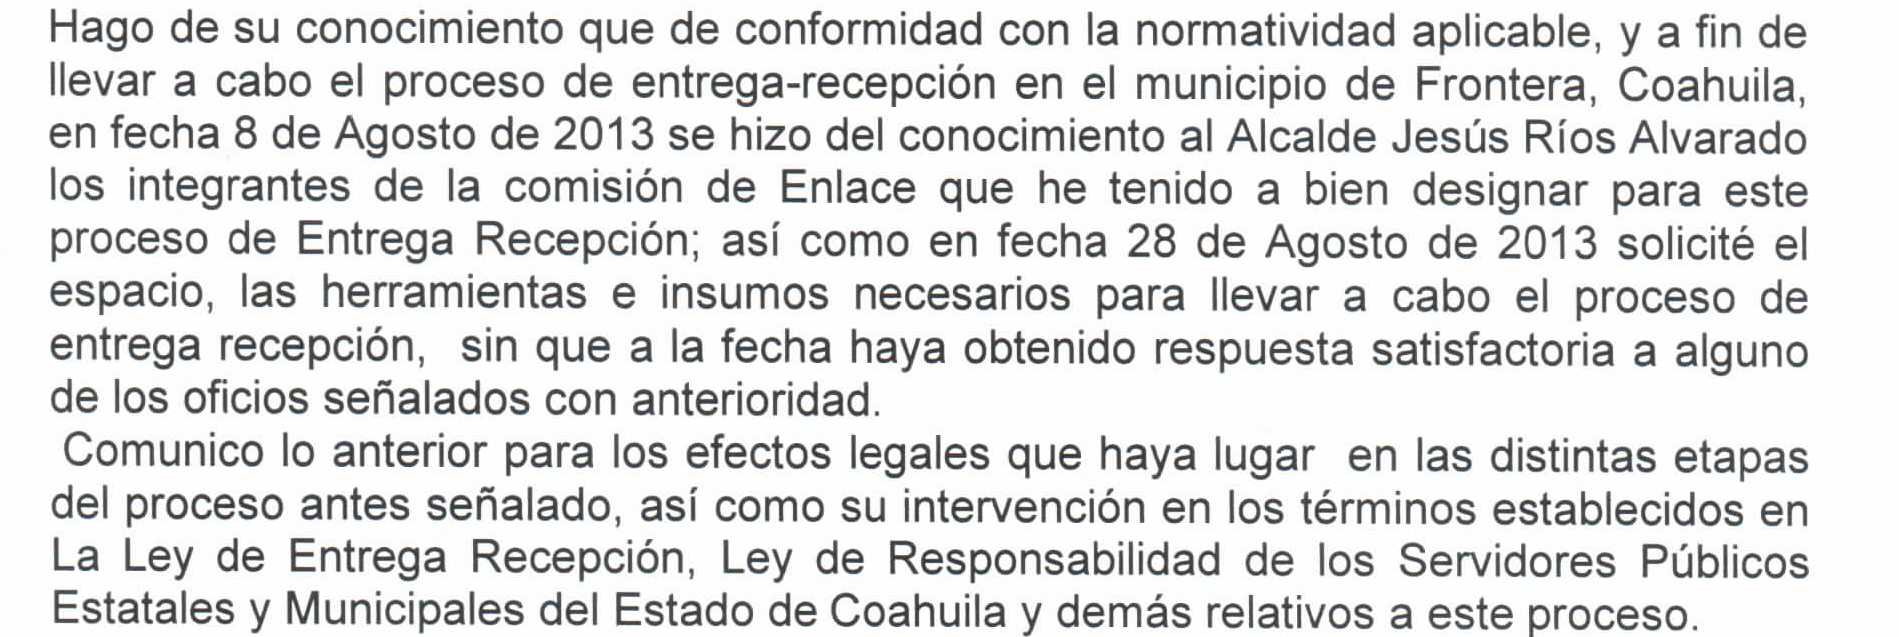 Hago de su conocimiento que de conformidad con la normatividad aplicable, y a fin de
llevar a cabo el proceso de entrega-recepción en el municipio de Frontera, Coahuila,
en fecha 8 de Agosto de 2013 se hizo del conocimiento al Alcalde Jesús Ríos Alvarado
los integrantes de la comisión de Enlace que he tenido a bien designar para este
proceso de Entrega Recepción; así como en fecha 28 de Agosto de 2013 solicité el
espacio, las herramientas e insumos necesarios para llevar a cabo el proceso de
entrega recepción, sin que a la fecha haya obtenido respuesta satisfactoria a alguno
de los oficios señalados con anterioridad.
Comunico lo anterior para los efectos legales que haya lugar en las distintas etapas
del proceso antes señalado, así como su intervención en los términos establecidos en
La Ley de Entrega Recepción, Ley de Responsabilidad de los Servidores Públicos
Estatales y Municipales del Estado de Coahuila y demás relativos a este proceso.